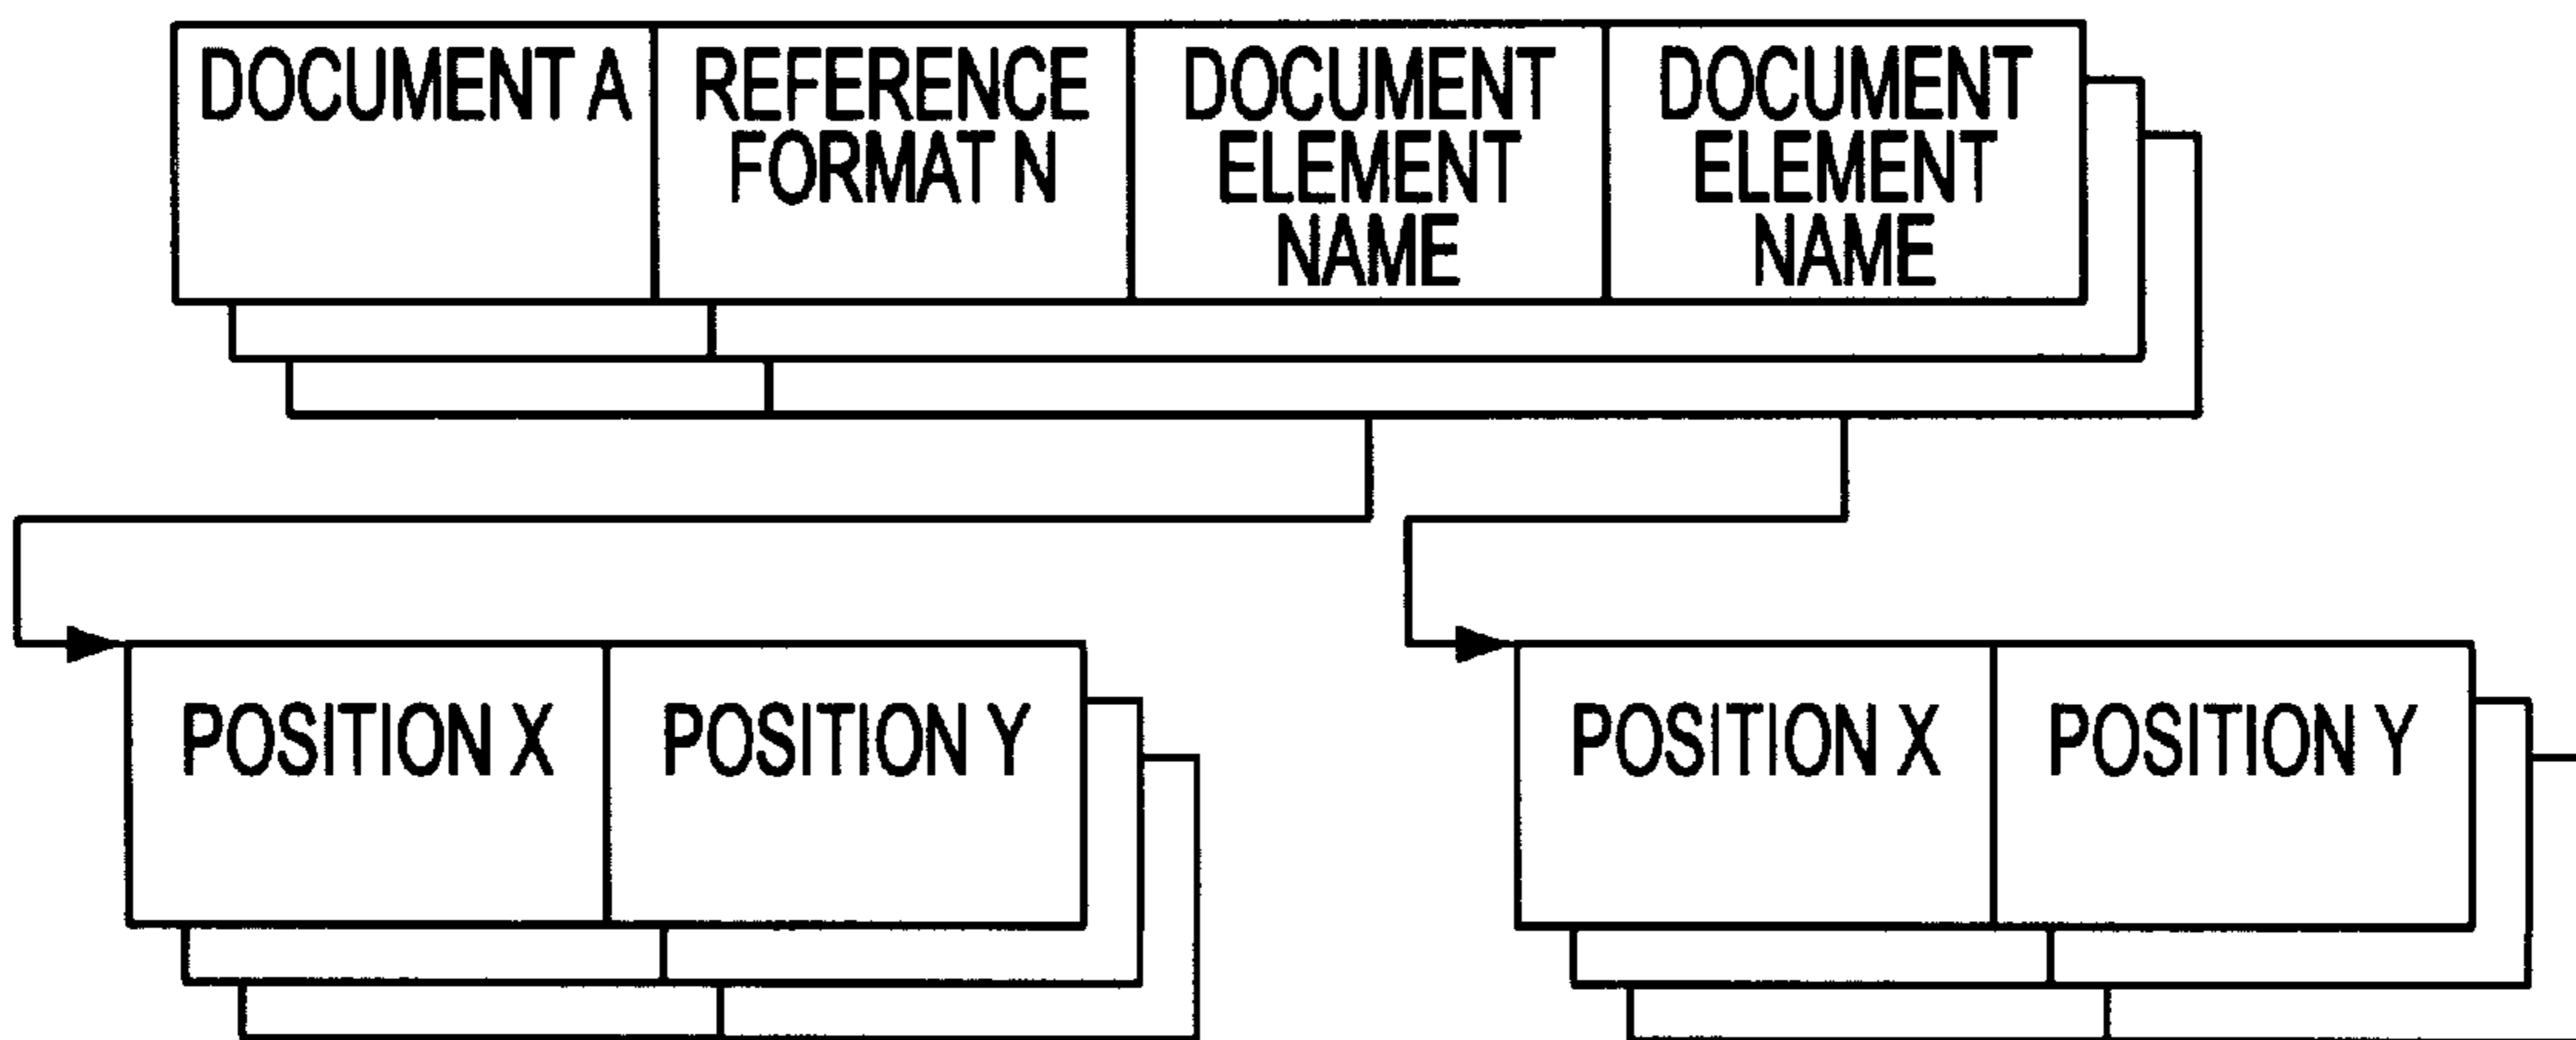 DOCUMENT A
REFERENCE
FORMAT N
DOCUMENT
ELEMENT
NAME
DOCUMENT
ELEMENT
NAME
POSITION X
POSITION Y
POSITION X
POSITION Y